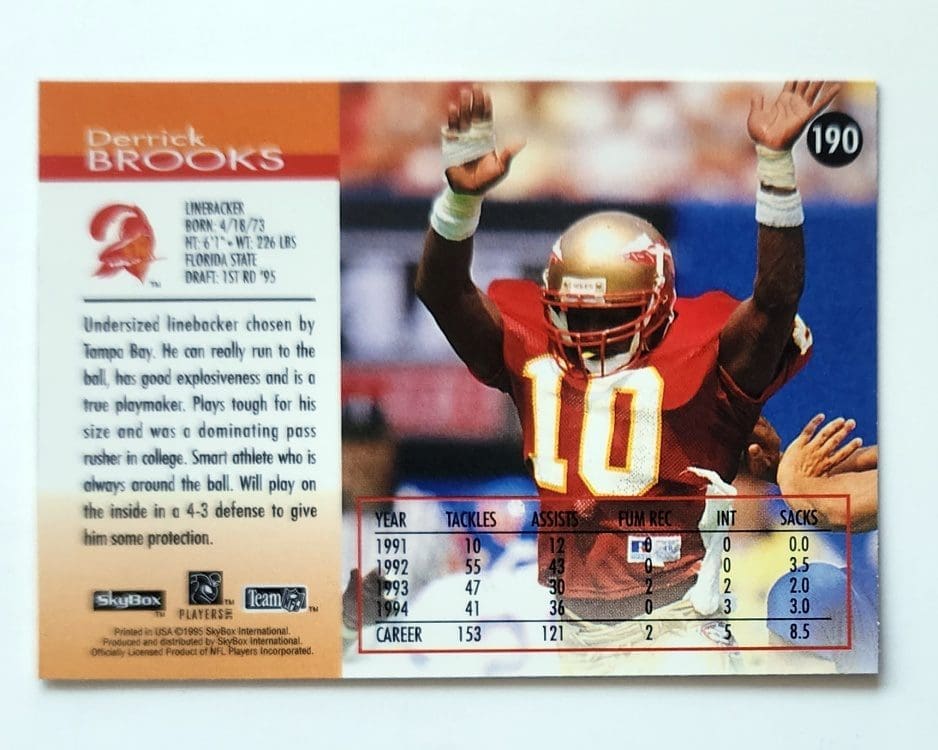 Derrick
BROOKS
190
LINEBACKER
BORN: 4/18/73
HT: 6'1" • WT: 226 LBS
FLORIDA STATE
DRAFT: 1ST RD '95
TM
Undersized linebacker chosen by
Tampa Bay. He can really run to the
ball, has good explosiveness and is a
true playmaker. Plays tough for his
size and was a dominating pass
rusher in college. Smart athlete who is
always around the ball. Will play on
the inside in a 4-3 defense to give
him some protection.
10
YEAR TACKLES ASSISTS FUM REC INT SACKS
1991 10 12 0 0 0.0
1992 55 43 0 0 3.5
1993 47 30 2 2 2.0
1994 41 36 0 3 3.0
CAREER 153 121 2 5 8.5
SkyBox TM
PLAYERS TM
Team NFL TM
Printed in USA ©1995 SkyBox International.
Produced and distributed by SkyBox International.
Officially Licensed Product of NFL Players Incorporated.